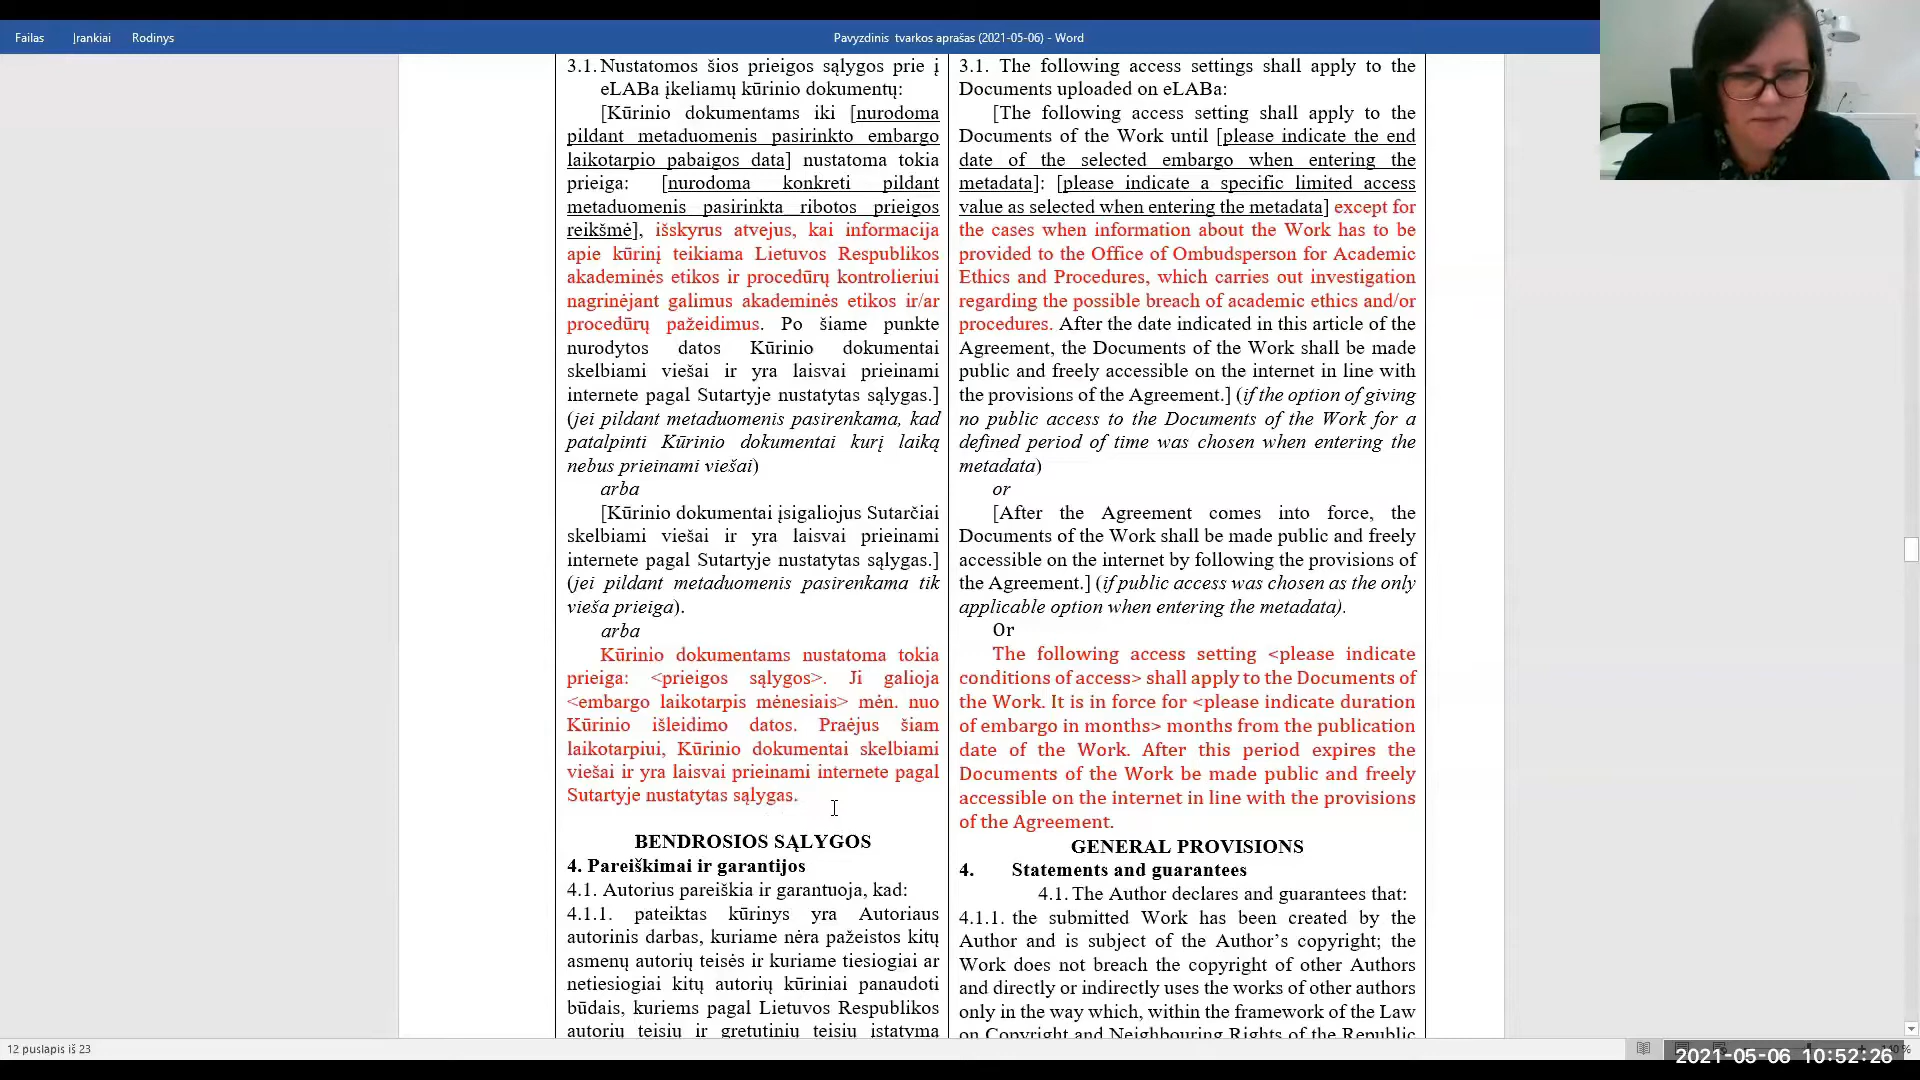 Failas Įrankiai Rodinys
Pavyzdinis tvarkos aprašas (2021-05-06) - Word
3.1. Nustatomos šios prieigos sąlygos prie į
eLABa įkeliamų kūrinio dokumentų:
[Kūrinio dokumentams iki [nurodoma
pildant metaduomenis pasirinkto embargo
laikotarpio pabaigos data] nustatoma tokia
prieiga: [nurodoma konkreti pildant
metaduomenis pasirinkta ribotos prieigos
reikšmė], išskyrus atvejus, kai informacija
apie kūrinį teikiama Lietuvos Respublikos
akademinės etikos ir procedūrų kontrolieriui
nagrinėjant galimus akademinės etikos ir/ar
procedūrų pažeidimus. Po šiame punkte
nurodytos datos Kūrinio dokumentai
skelbiami viešai ir yra laisvai prieinami
internete pagal Sutartyje nustatytas sąlygas.]
(jei pildant metaduomenis pasirenkama, kad
patalpinti Kūrinio dokumentai kurį laiką
nebus prieinami viešai)
arba
[Kūrinio dokumentai įsigaliojus Sutarčiai
skelbiami viešai ir yra laisvai prieinami
internete pagal Sutartyje nustatytas sąlygas.]
(jei pildant metaduomenis pasirenkama tik
vieša prieiga).
arba
Kūrinio dokumentams nustatoma tokia
prieiga: <prieigos sąlygos>. Ji galioja
<embargo laikotarpis mėnesiais> mėn. nuo
Kūrinio išleidimo datos. Praėjus šiam
laikotarpiui, Kūrinio dokumentai skelbiami
viešai ir yra laisvai prieinami internete pagal
Sutartyje nustatytas sąlygas.
BENDROSIOS SĄLYGOS
4. Pareiškimai ir garantijos
4.1. Autorius pareiškia ir garantuoja, kad:
4.1.1. pateiktas kūrinys yra Autoriaus
autorinis darbas, kuriame nėra pažeistos kitų
asmenų autorių teisės ir kuriame tiesiogiai ar
netiesiogiai kitų autorių kūriniai panaudoti
būdais, kuriems pagal Lietuvos Respublikos
autorių teisių ir gretutinių teisių įstatymą
3.1. The following access settings shall apply to the
Documents uploaded on eLABa:
[The following access setting shall apply to the
Documents of the Work until [please indicate the end
date of the selected embargo when entering the
metadata]: [please indicate a specific limited access
value as selected when entering the metadata] except for
the cases when information about the Work has to be
provided to the Office of Ombudsperson for Academic
Ethics and Procedures, which carries out investigation
regarding the possible breach of academic ethics and/or
procedures. After the date indicated in this article of the
Agreement, the Documents of the Work shall be made
public and freely accessible on the internet in line with
the provisions of the Agreement.] (if the option of giving
no public access to the Documents of the Work for a
defined period of time was chosen when entering the
metadata)
or
[After the Agreement comes into force, the
Documents of the Work shall be made public and freely
accessible on the internet by following the provisions of
the Agreement.] (if public access was chosen as the only
applicable option when entering the metadata).
Or
The following access setting <please indicate
conditions of access> shall apply to the Documents of
the Work. It is in force for <please indicate duration
of embargo in months> months from the publication
date of the Work. After this period expires the
Documents of the Work be made public and freely
accessible on the internet in line with the provisions
of the Agreement.
GENERAL PROVISIONS
4. Statements and guarantees
4.1. The Author declares and guarantees that:
4.1.1. the submitted Work has been created by the
Author and is subject of the Author's copyright; the
Work does not breach the copyright of other Authors
and directly or indirectly uses the works of other authors
only in the way which, within the framework of the Law
on Copyright and Neighbouring Rights of the Republic
12 puslapis iš 23
2021-05-06 10:52:26